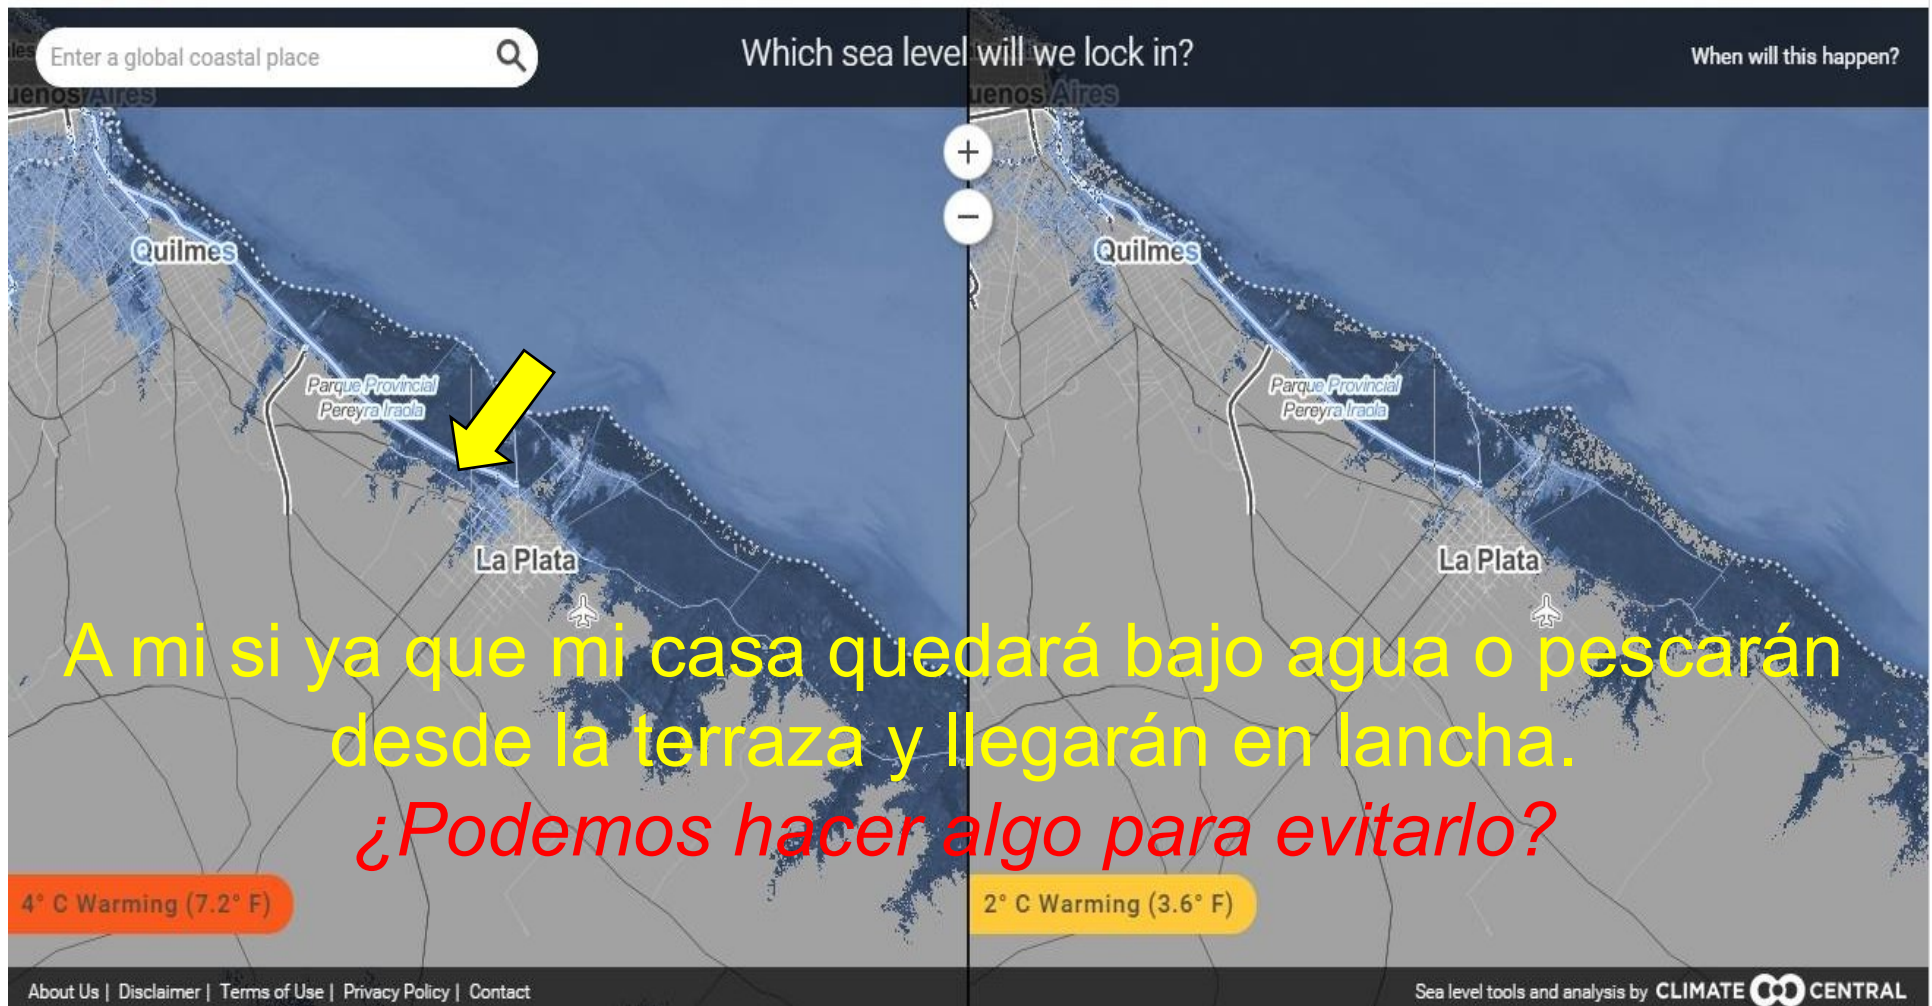 Enter a global coastal place
Which sea level will we lock in?
When will this happen?
uenos Aires
uenos Aires
Quilmes
Quilmes
Parque Provincial
Pereyra Iraola
Parque Provincial
Pereyra Iraola
La Plata
La Plata
A mi si ya que mi casa quedará bajo agua o pescarán
desde la terraza y llegarán en lancha.
¿Podemos hacer algo para evitarlo?
4° C Warming (7.2° F)
2° C Warming (3.6° F)
About Us | Disclaimer | Terms of Use | Privacy Policy | Contact
Sea level tools and analysis by CLIMATE CENTRAL